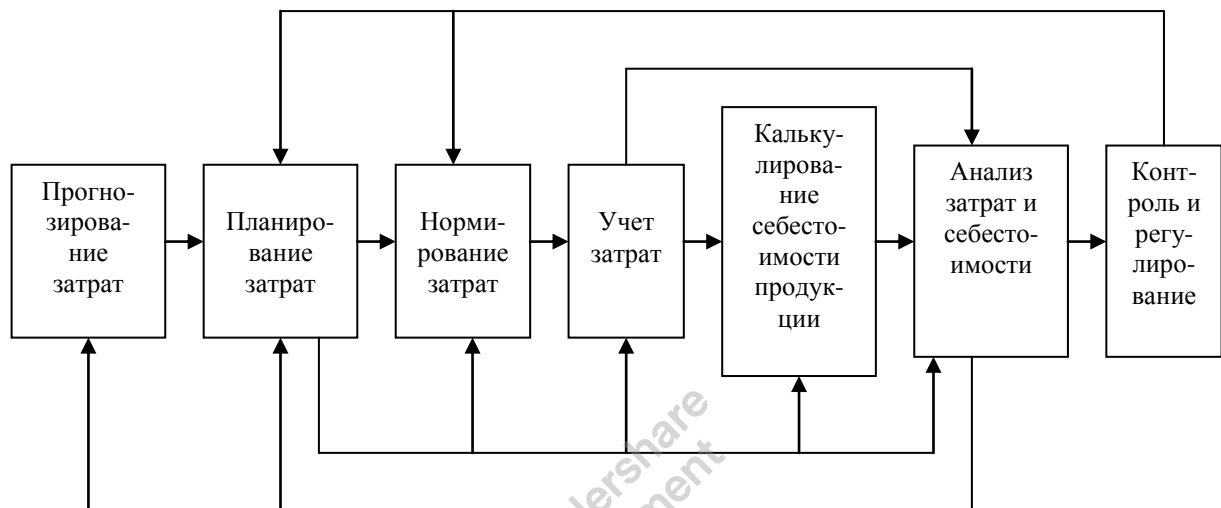 Прогно-
зирова-
ние
затрат
Планиро-
вание
затрат
Норми-
рование
затрат
Учет
затрат
Кальку-
лирова-
ние
себесто-
имости
продук-
ции
Анализ
затрат и
себесто-
имости
Конт-
роль и
регу-
лиро-
вание